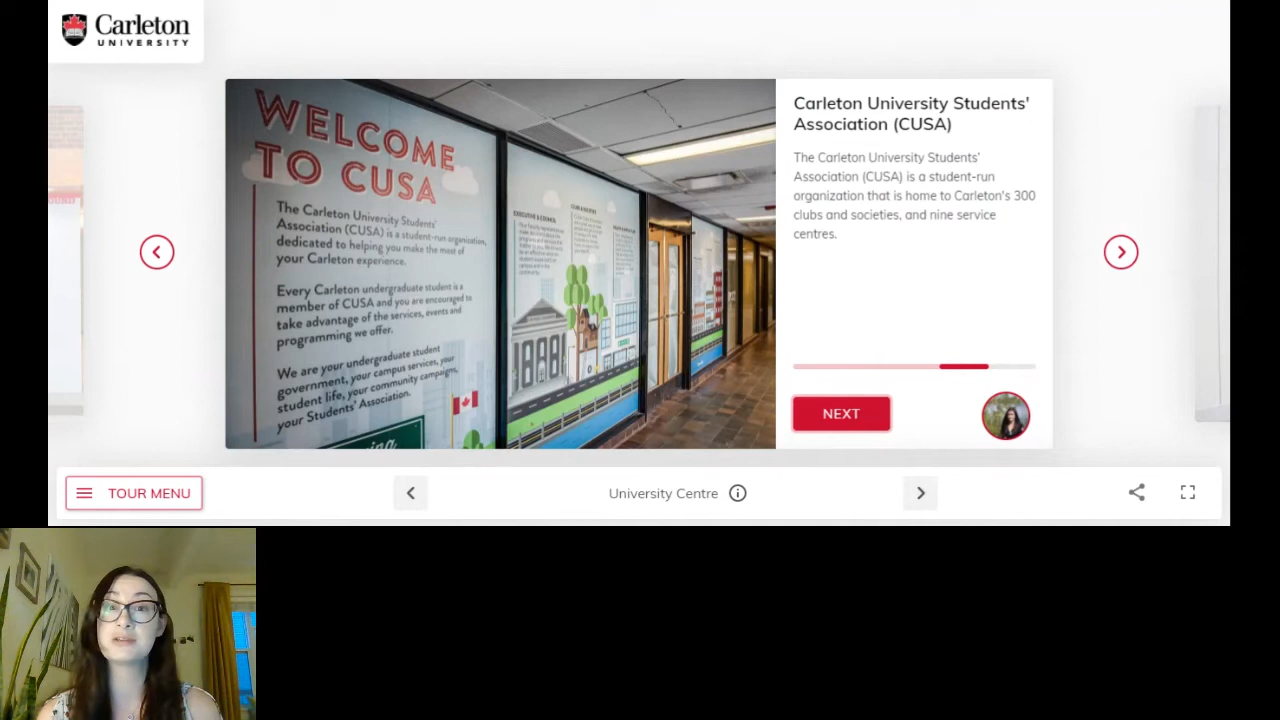 Carleton
UNIVERSITY
WELCOME
TO CUSA
The Carleton University Students'
Association (CUSA) is a student-run organization,
dedicated to helping you make the most of
your Carleton experience.
Every Carleton undergraduate student is a
member of CUSA and you are encouraged to
take advantage of the services, events and
programming we offer.
We are your undergraduate student
government, your campus services, your
student life, your community campaigns,
your Students' Association.
EXECUTIVE & COUNCIL
Carleton University Students'
Association (CUSA)
The Carleton University Students'
Association (CUSA) is a student-run
organization that is home to Carleton's 300
clubs and societies, and nine service
centres.
NEXT
TOUR MENU
University Centre